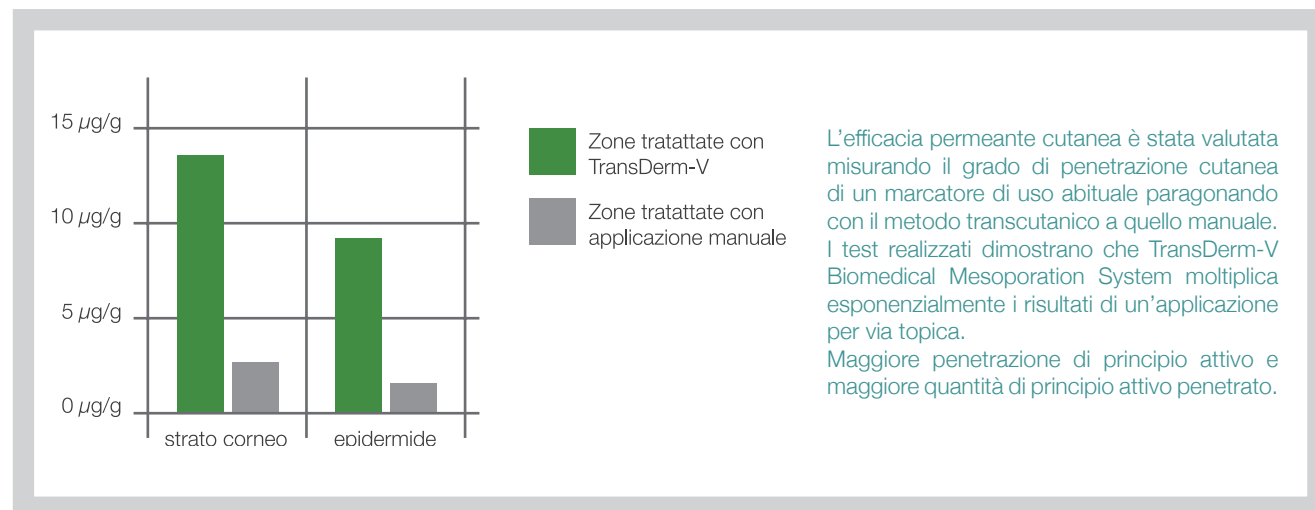 15 µg/g
10 µg/g
5 µg/g
0 µg/g
strato corneo
epidermide
Zone tratattate con
TransDerm-V
Zone tratattate con
applicazione manuale
L’efficacia permeante cutanea è stata valutata
misurando il grado di penetrazione cutanea
di un marcatore di uso abituale paragonando
con il metodo transcutanico a quello manuale.
I test realizzati dimostrano che TransDerm-V
Biomedical Mesoporation System moltiplica
esponenzialmente i risultati di un’applicazione
per via topica.
Maggiore penetrazione di principio attivo e
maggiore quantità di principio attivo penetrato.